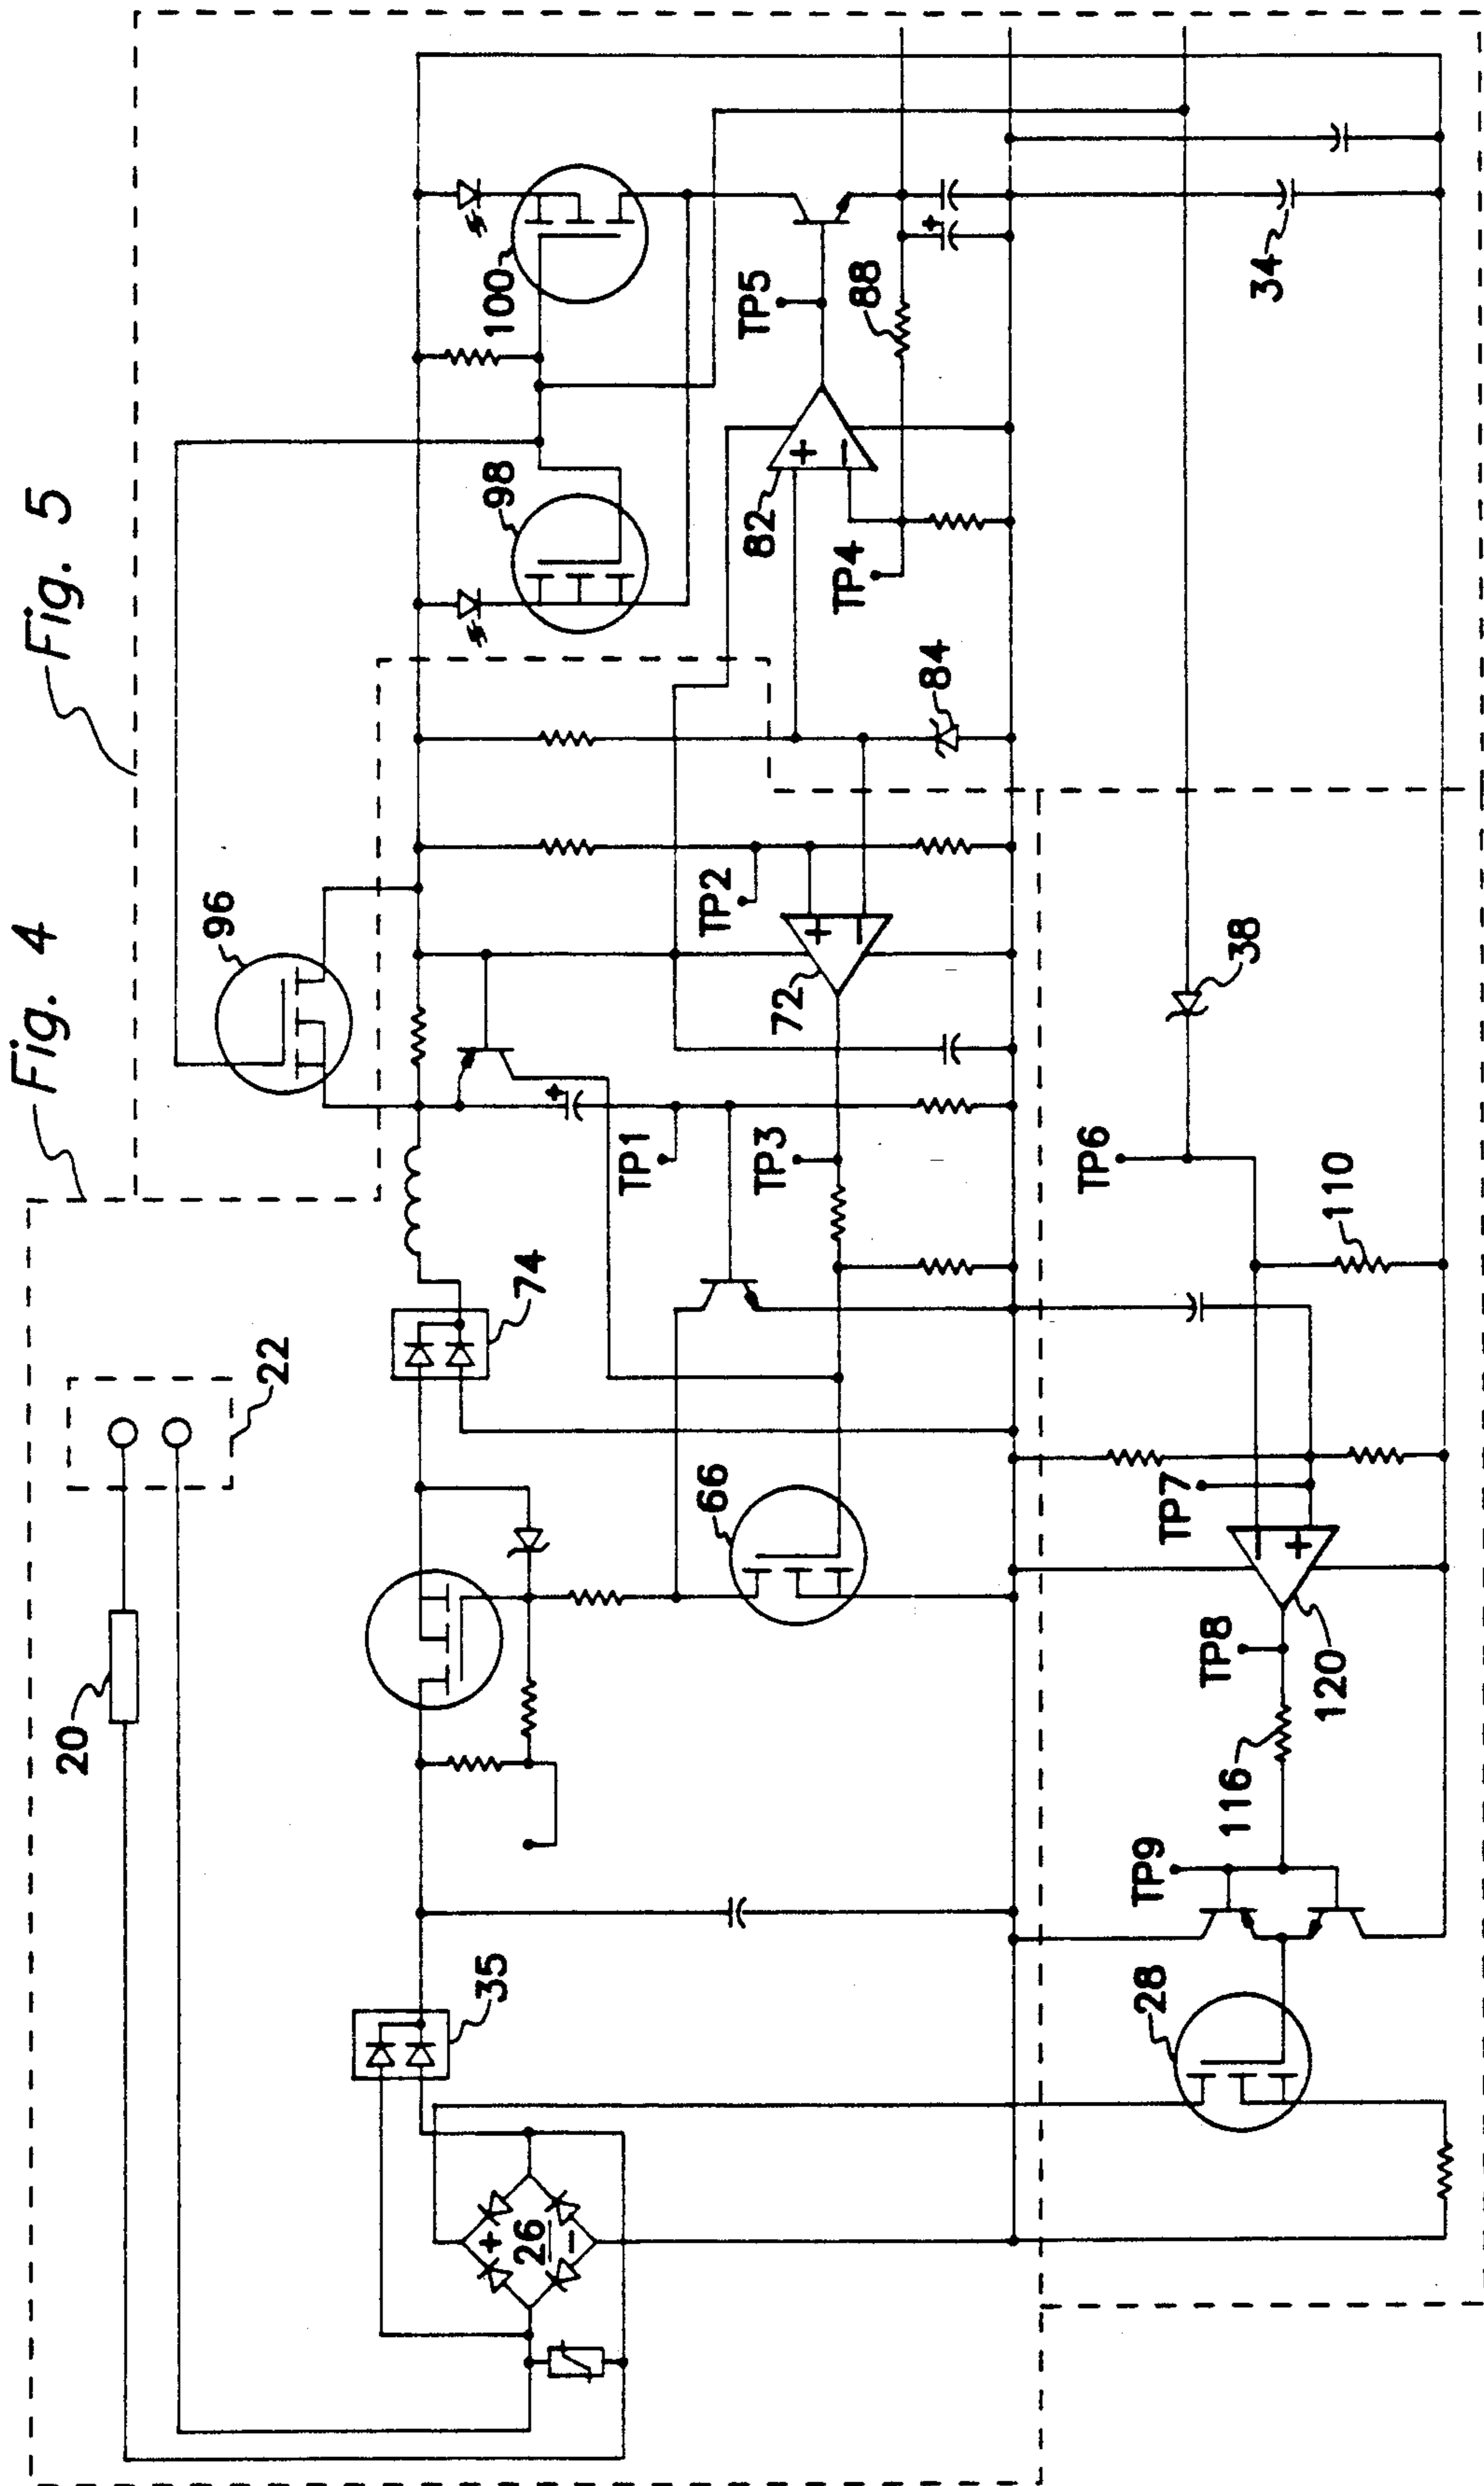 Fig. 4
Fig. 5
20
22
35
26
+
–
74
96
98
100
66
72
+
–
82
+
–
84
88
34
38
28
110
116
120
–
+
+
+
TP1
TP2
TP3
TP4
TP5
TP6
TP7
TP8
TP9